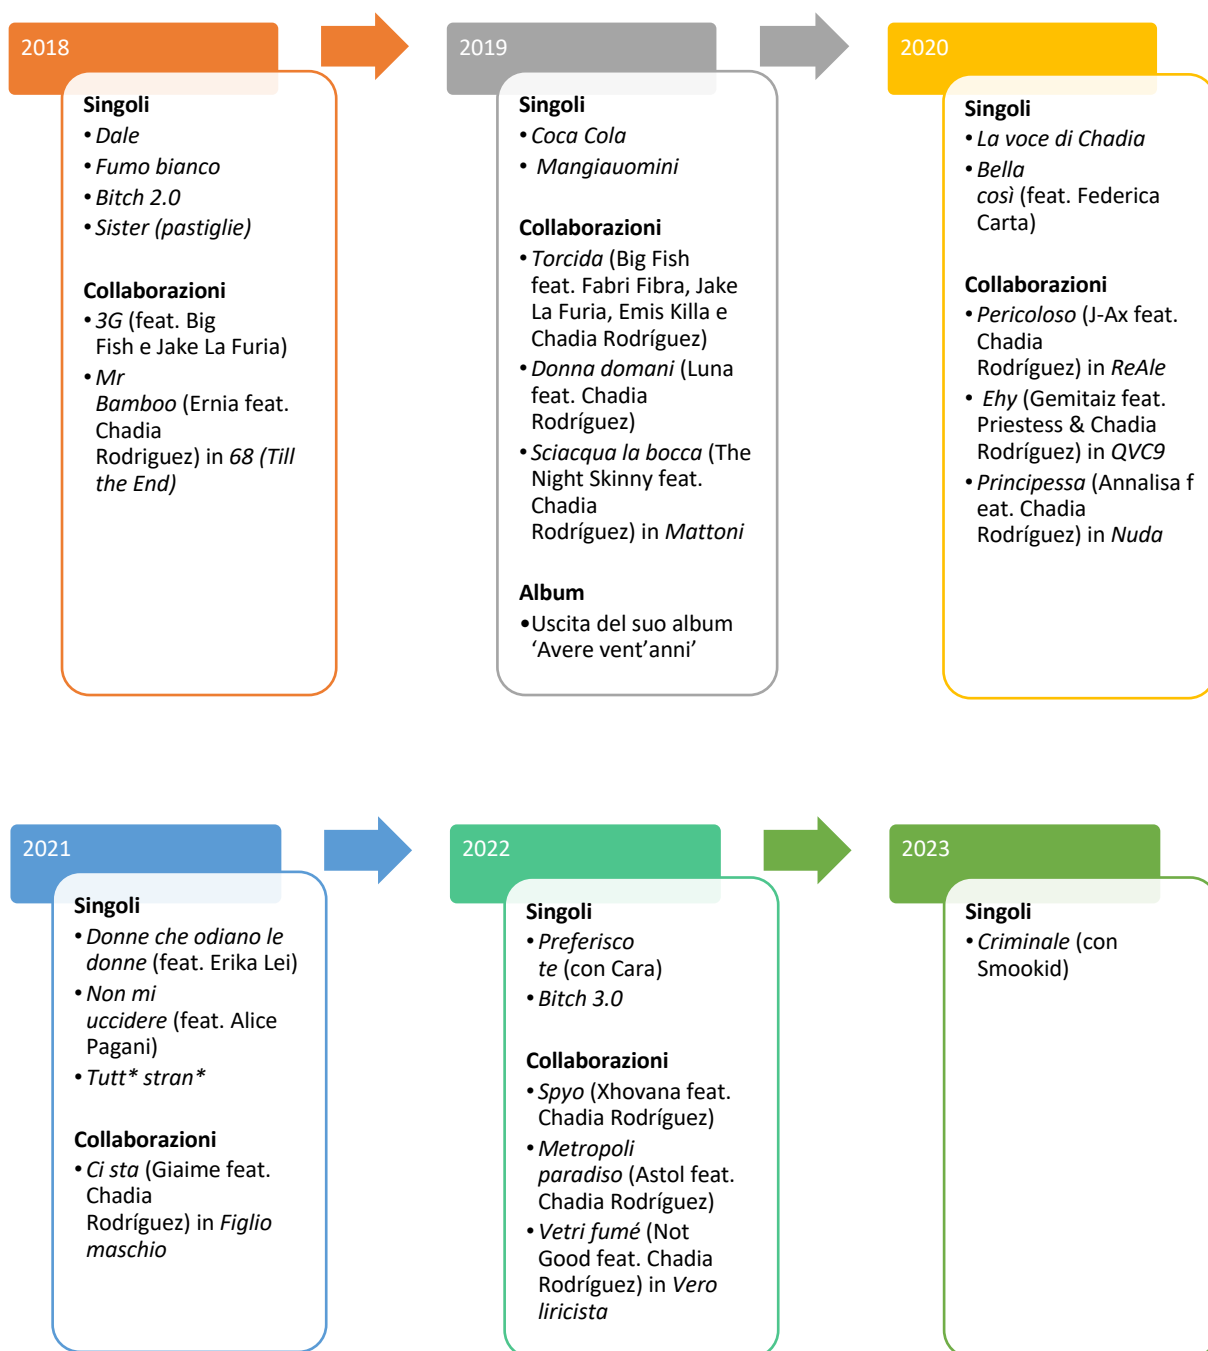 2018
Singoli
• Dale
• Fumo bianco
• Bitch 2.0
• Sister (pastiglie)
Collaborazioni
• 3G (feat. Big
Fish e Jake La Furia)
• Mr
Bamboo (Ernia feat.
Chadia
Rodriguez) in 68 (Till
the End)
2019
Singoli
• Coca Cola
• Mangiauomini
Collaborazioni
• Torcida (Big Fish
feat. Fabri Fibra, Jake
La Furia, Emis Killa e
Chadia Rodríguez)
• Donna domani (Luna
feat. Chadia
Rodríguez)
• Sciacqua la bocca (The
Night Skinny feat.
Chadia
Rodríguez) in Mattoni
Album
•Uscita del suo album
‘Avere vent’anni’
2020
Singoli
• La voce di Chadia
• Bella
così (feat. Federica
Carta)
Collaborazioni
• Pericoloso (J-Ax feat.
Chadia
Rodríguez) in ReAle
• Ehy (Gemitaiz feat.
Priestess & Chadia
Rodríguez) in QVC9
• Principessa (Annalisa f
eat. Chadia
Rodríguez) in Nuda
2021
Singoli
• Donne che odiano le
donne (feat. Erika Lei)
• Non mi
uccidere (feat. Alice
Pagani)
• Tutt* stran*
Collaborazioni
• Ci sta (Giaime feat.
Chadia
Rodríguez) in Figlio
maschio
2022
Singoli
• Preferisco
te (con Cara)
• Bitch 3.0
Collaborazioni
• Spyo (Xhovana feat.
Chadia Rodríguez)
• Metropoli
paradiso (Astol feat.
Chadia Rodríguez)
• Vetri fumé (Not
Good feat. Chadia
Rodríguez) in Vero
liricista
2023
Singoli
• Criminale (con
Smookid)